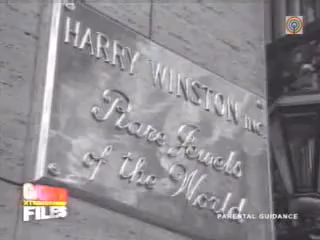 HARRY WINSTON INC.
Rare Jewels
of the World
FILES
PARENTAL GUIDANCE